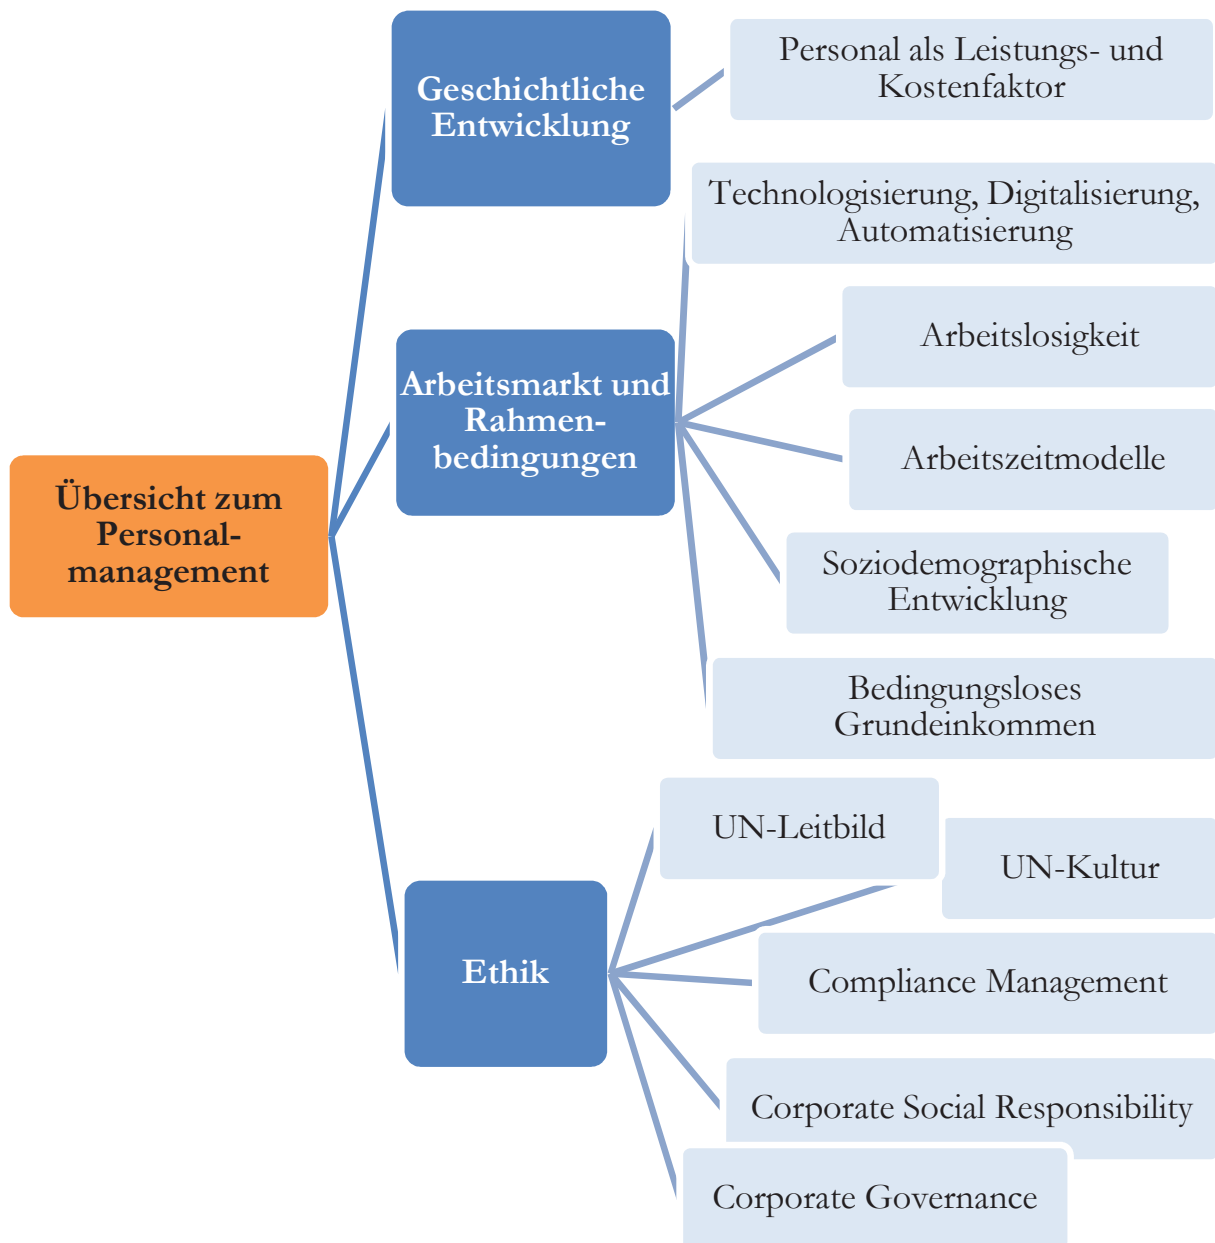 Übersicht zum
Personal-
management
Geschichtliche
Entwicklung
Personal als Leistungs- und
Kostenfaktor
Arbeitsmarkt und
Rahmen-
bedingungen
Technologisierung, Digitalisierung,
Automatisierung
Arbeitslosigkeit
Arbeitszeitmodelle
Soziodemographische
Entwicklung
Bedingungsloses
Grundeinkommen
Ethik
UN-Leitbild
UN-Kultur
Compliance Management
Corporate Social Responsibility
Corporate Governance